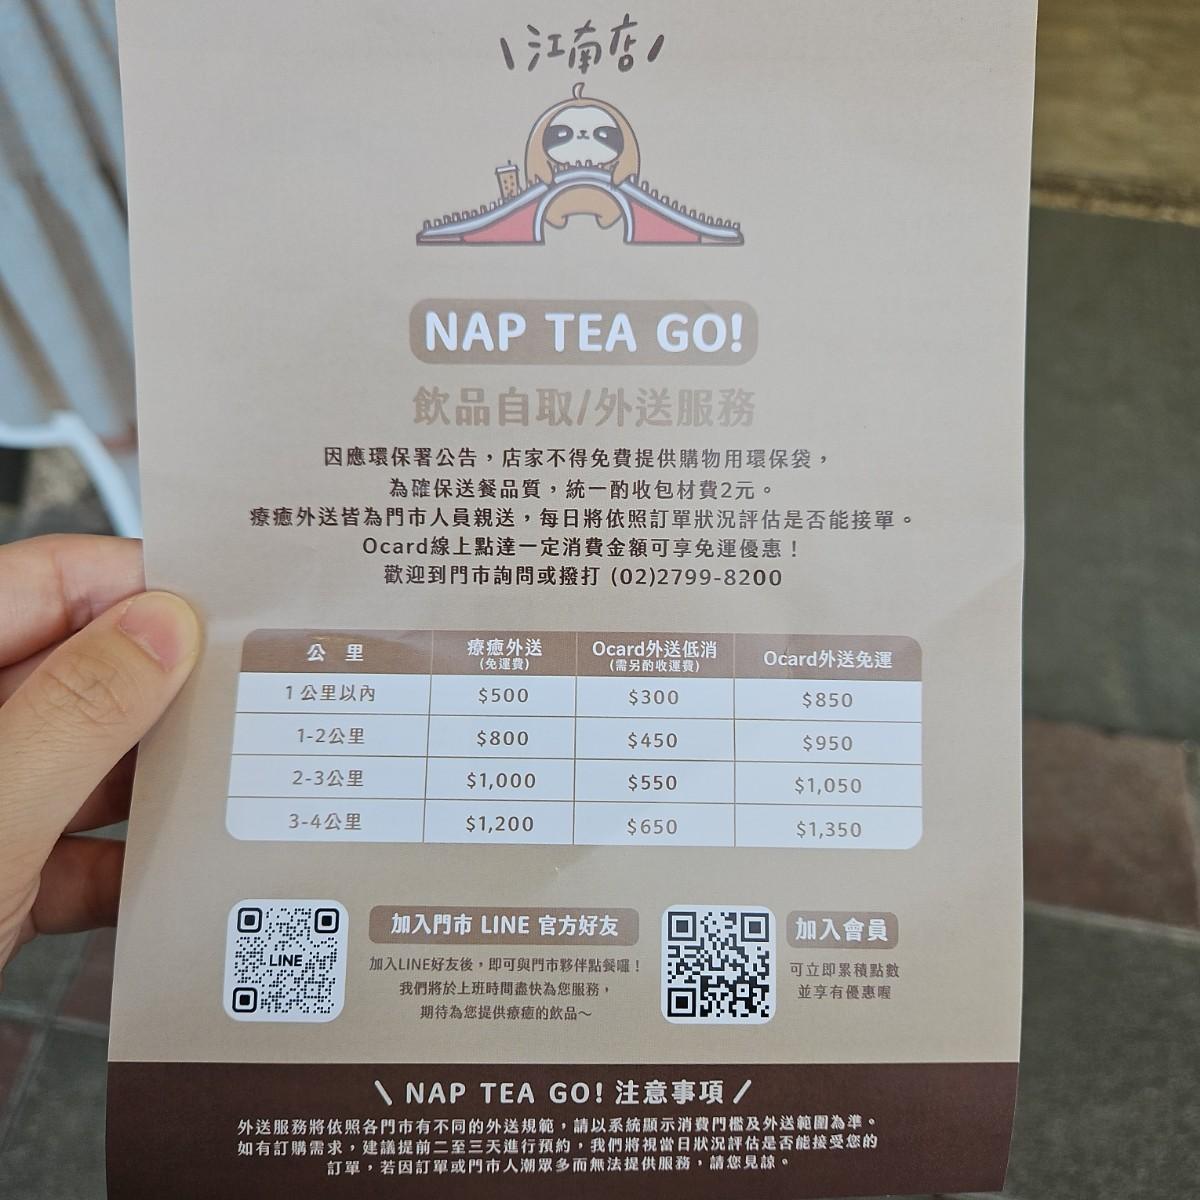 江南店
NAP TEA GO!
飲品自取/外送服務
因應環保署公告，店家不得免費提供購物用環保袋，
為確保送餐品質，統一酌收包材費2元。
療癒外送皆為門市人員親送，每日將依照訂單狀況評估是否能接單。
Ocard線上點達一定消費金額可享免運優惠！
歡迎到門市詢問或撥打 (02)2799-8200
公 里 療癒外送 (免運費) Ocard外送低消 (需另酌收運費) Ocard外送免運
1公里以內 $500 $300 $850
1-2公里 $800 $450 $950
2-3公里 $1,000 $550 $1,050
3-4公里 $1,200 $650 $1,350
LINE
加入門市 LINE 官方好友
加入LINE好友後，即可與門市夥伴點餐囉！
我們將於上班時間盡快為您服務，
期待為您提供療癒的飲品～
加入會員
可立即累積點數
並享有優惠喔
\ NAP TEA GO! 注意事項 /
外送服務將依照各門市有不同的外送規範，請以系統顯示消費門檻及外送範圍為準。
如有訂購需求，建議提前二至三天進行預約，我們將視當日狀況評估是否能接受您的
訂單，若因訂單或門市人潮眾多而無法提供服務，請您見諒。